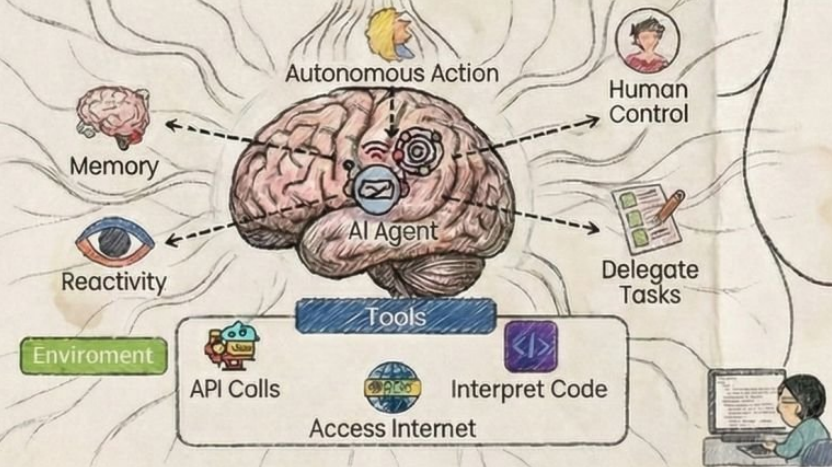 Autonomous Action
Human
Control
Memory
AI Agent
Reactivity
Delegate
Tasks
Tools
Enviroment
API Colls
Interpret Code
Access Internet